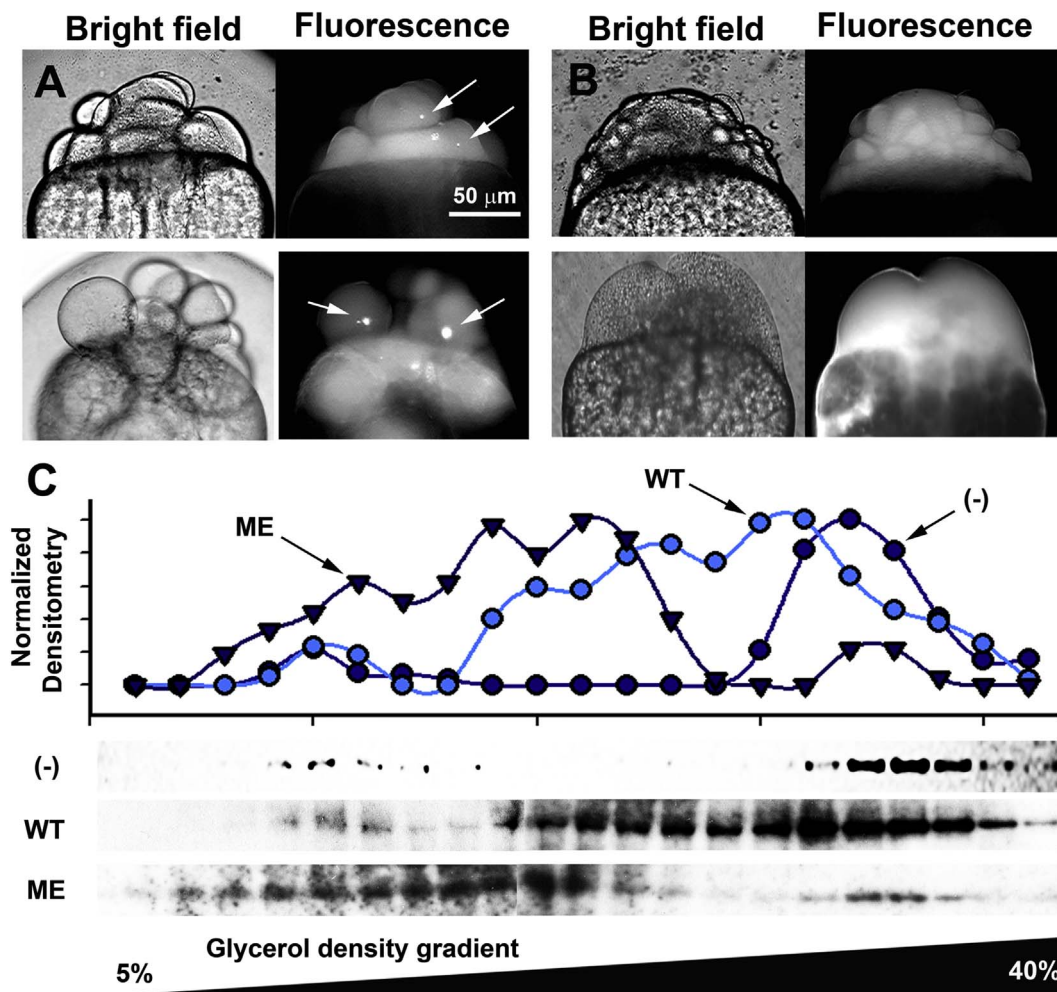 Bright field Fluorescence Bright field Fluorescence
A
B
50 μm
C
Normalized
Densitometry
ME
WT
(-)
(-)
WT
ME
Glycerol density gradient
5%
40%